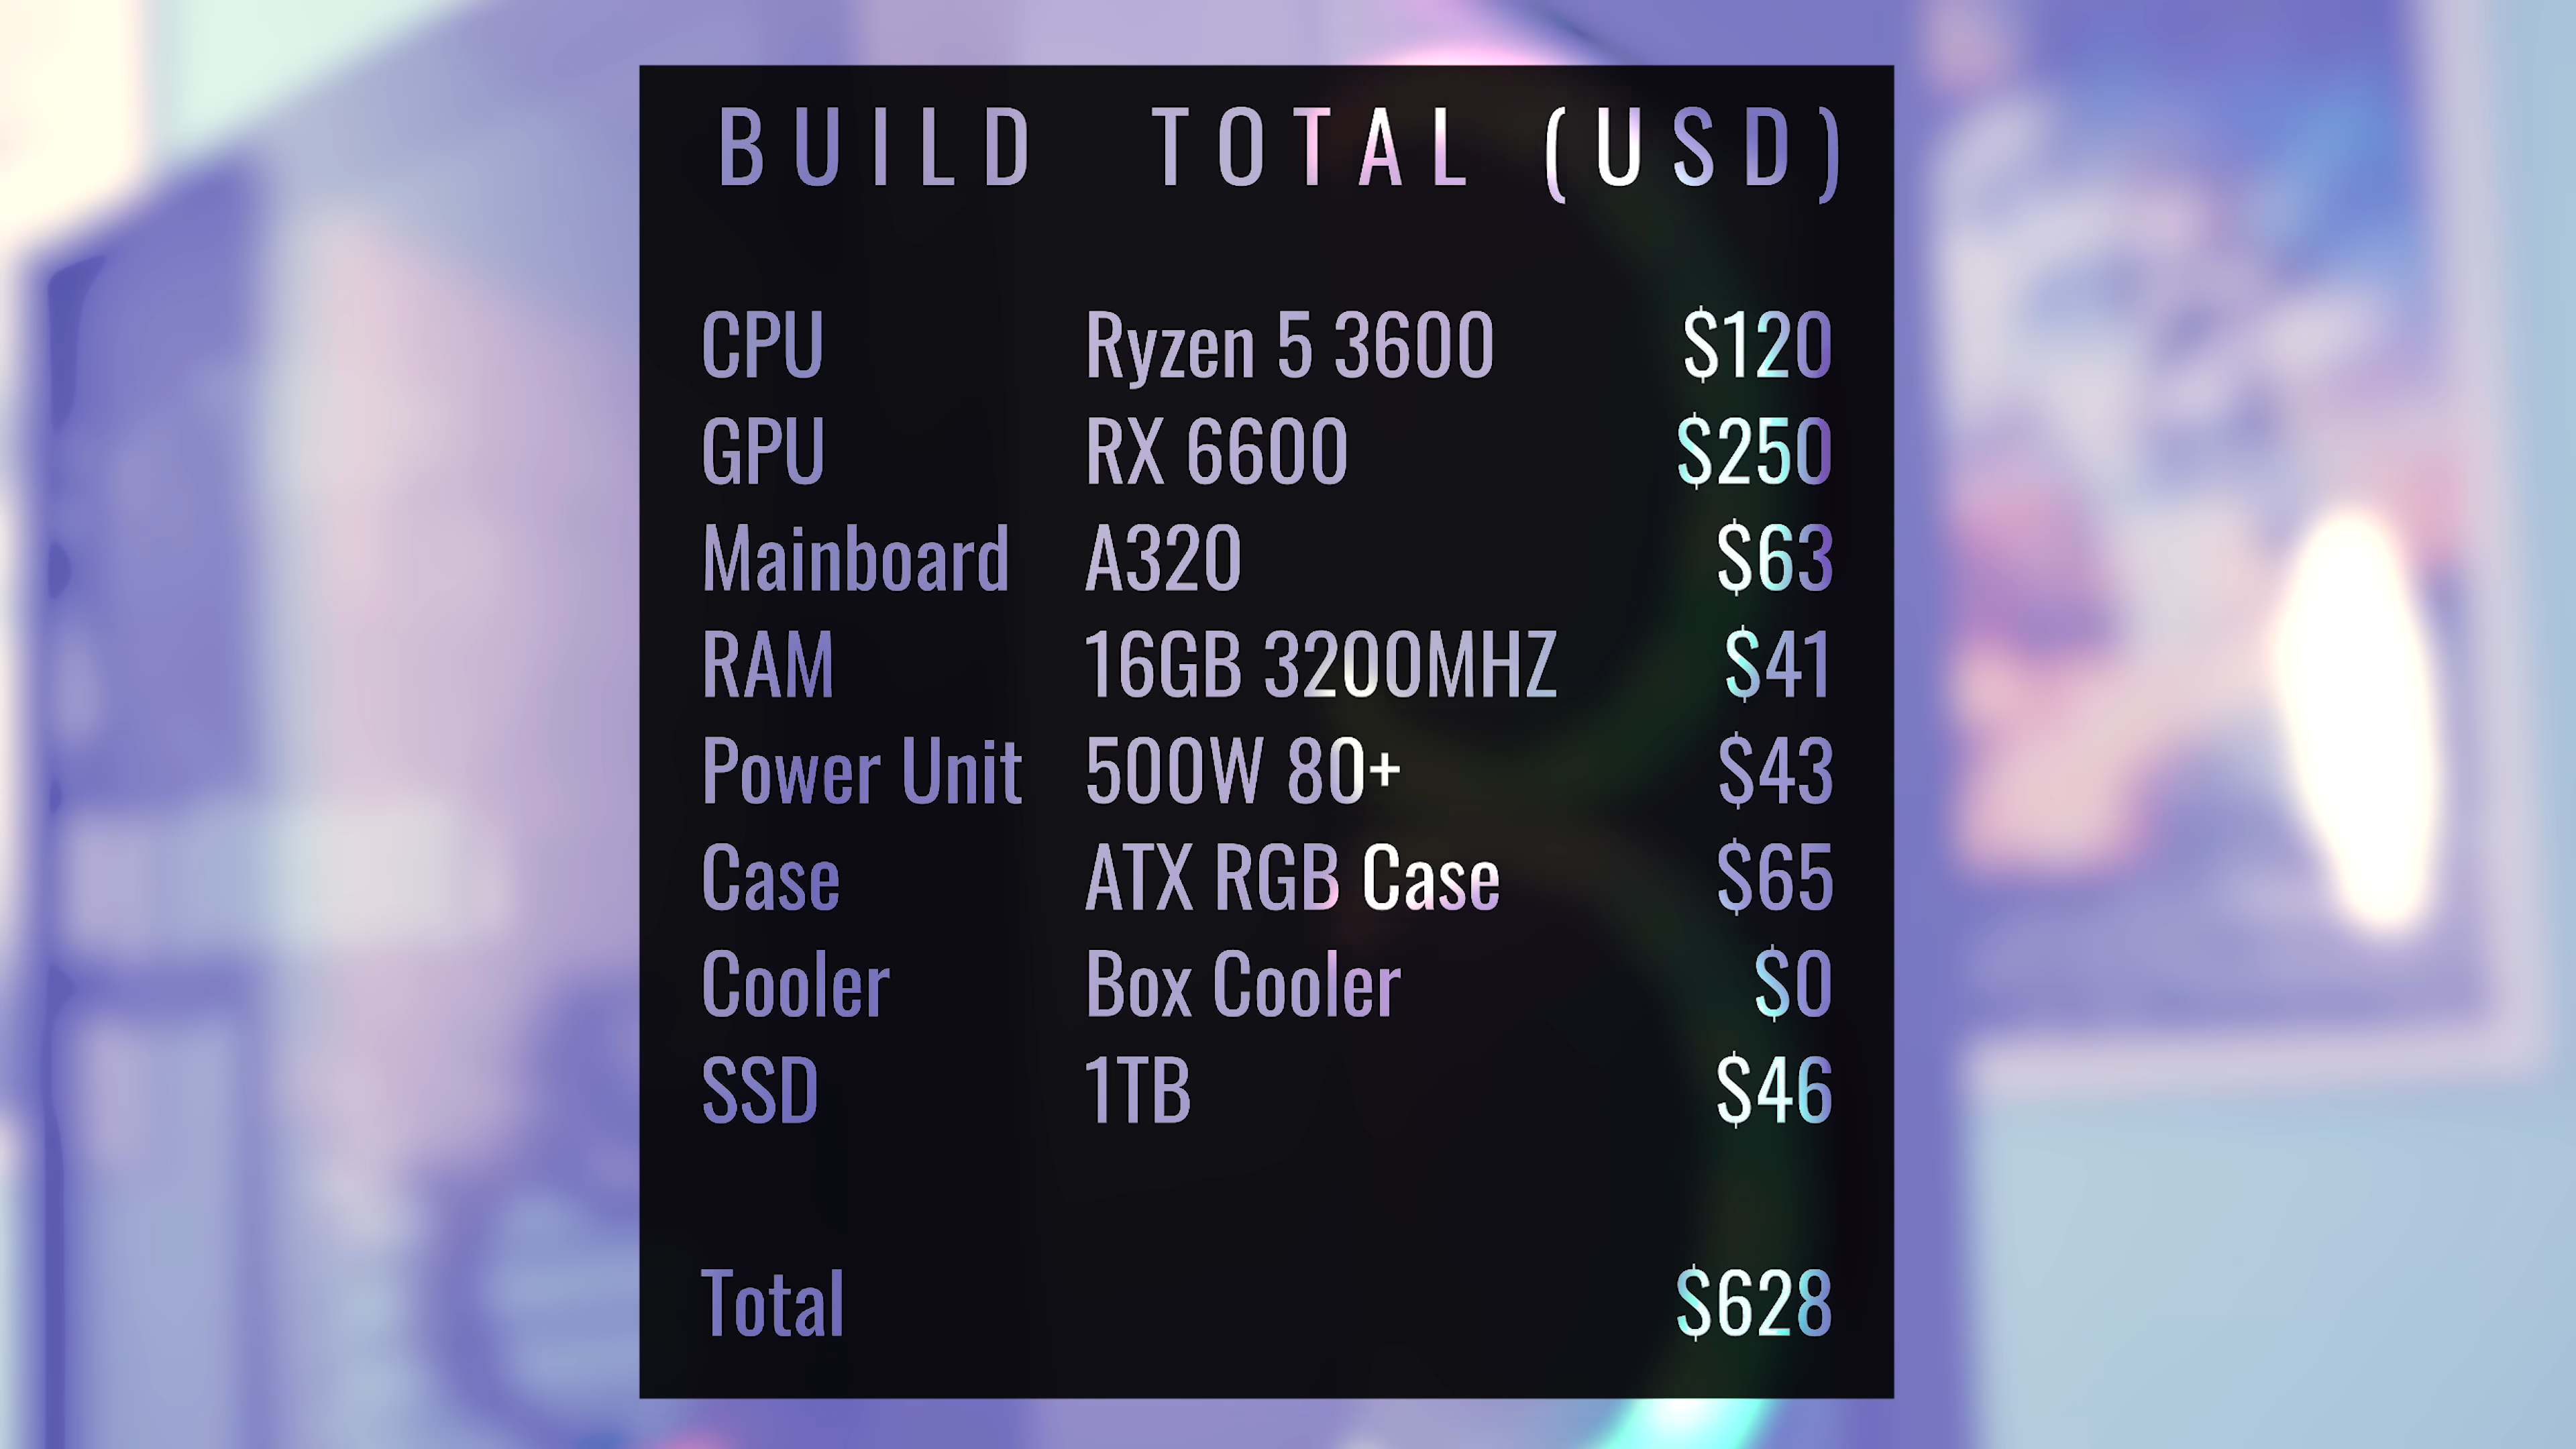 BUILD TOTAL (USD)
CPU Ryzen 5 3600 $120
GPU RX 6600 $250
Mainboard A320 $63
RAM 16GB 3200MHZ $41
Power Unit 500W 80+ $43
Case ATX RGB Case $65
Cooler Box Cooler $0
SSD 1TB $46
Total $628